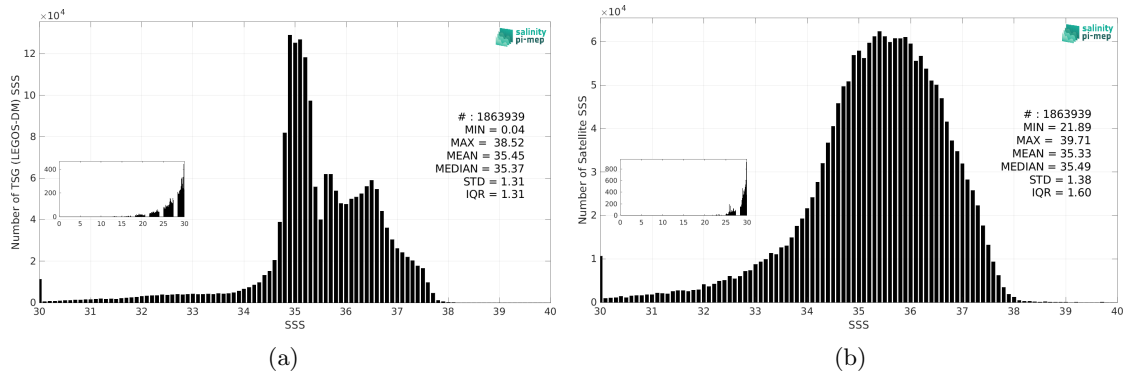 ×10⁴
12
10
8
6
4
2
0
Number of TSG (LEGOS-DM) SSS
30 31 32 33 34 35 36 37 38 39 40
SSS
salinity
pi-mep
# : 1863939
MIN = 0.04
MAX = 38.52
MEAN = 35.45
MEDIAN = 35.37
STD = 1.31
IQR = 1.31
400
200
0
0 5 10 15 20 25 30
(a)
×10⁴
6
5
4
3
2
1
0
Number of Satellite SSS
30 31 32 33 34 35 36 37 38 39 40
SSS
salinity
pi-mep
# : 1863939
MIN = 21.89
MAX = 39.71
MEAN = 35.33
MEDIAN = 35.49
STD = 1.38
IQR = 1.60
800
600
400
200
0
0 5 10 15 20 25 30
(b)